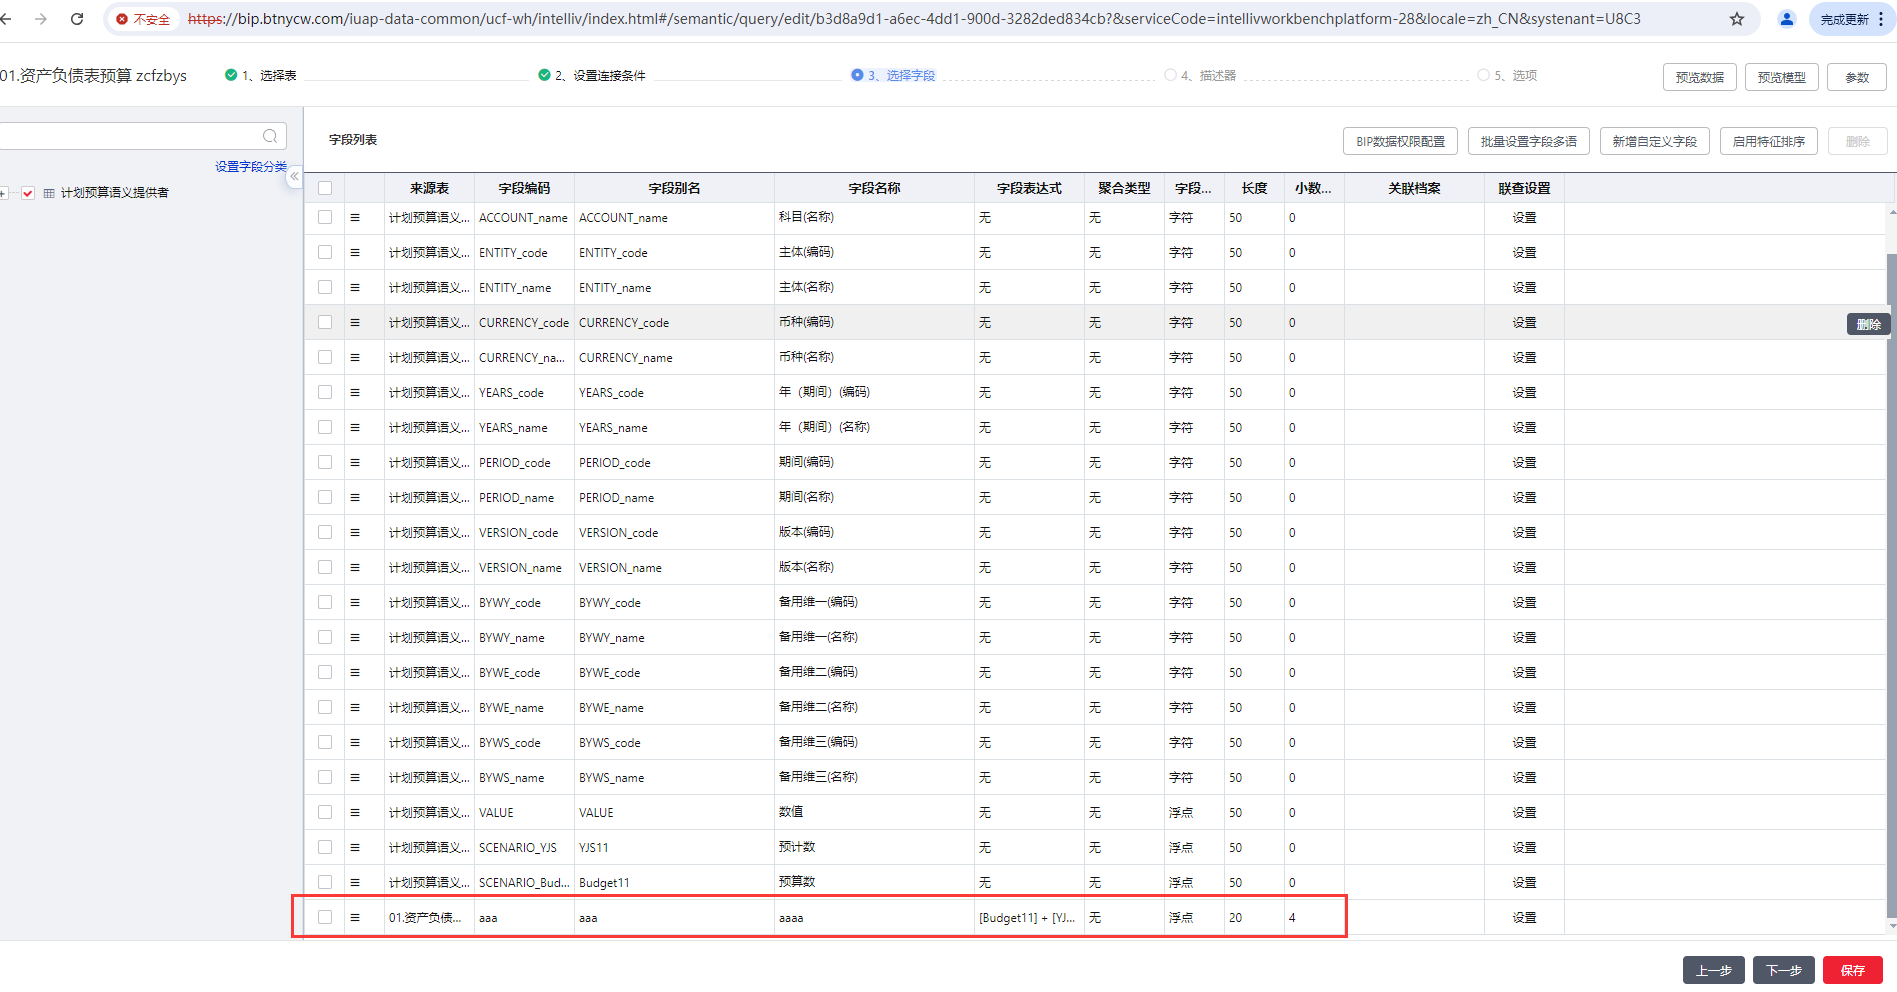 不安全 https://bip.btnycw.com/iuap-data-common/ucf-wh/intelliv/index.html#/semantic/query/edit/b3d8a9d1-a6ec-4dd1-900d-3282ded834cb?&serviceCode=intellivworkbenchplatform-28&locale=zh_CN&systenant=U8C3 完成更新
01.资产负债表预算 zcfzbys 1、选择表 2、设置连接条件 3、选择字段 4、描述器 5、选项 预览数据 预览模型 参数
字段列表 BIP数据权限配置 批量设置字段多语 新增自定义字段 启用特征排序 删除
设置字段分类
计划预算语义提供者
来源表 字段编码 字段别名 字段名称 字段表达式 聚合类型 字段... 长度 小数... 关联档案 联查设置
计划预算语义... ACCOUNT_name ACCOUNT_name 科目(名称) 无 无 字符 50 0 设置
计划预算语义... ENTITY_code ENTITY_code 主体(编码) 无 无 字符 50 0 设置
计划预算语义... ENTITY_name ENTITY_name 主体(名称) 无 无 字符 50 0 设置
计划预算语义... CURRENCY_code CURRENCY_code 币种(编码) 无 无 字符 50 0 设置 删除
计划预算语义... CURRENCY_na... CURRENCY_name 币种(名称) 无 无 字符 50 0 设置
计划预算语义... YEARS_code YEARS_code 年（期间）(编码) 无 无 字符 50 0 设置
计划预算语义... YEARS_name YEARS_name 年（期间）(名称) 无 无 字符 50 0 设置
计划预算语义... PERIOD_code PERIOD_code 期间(编码) 无 无 字符 50 0 设置
计划预算语义... PERIOD_name PERIOD_name 期间(名称) 无 无 字符 50 0 设置
计划预算语义... VERSION_code VERSION_code 版本(编码) 无 无 字符 50 0 设置
计划预算语义... VERSION_name VERSION_name 版本(名称) 无 无 字符 50 0 设置
计划预算语义... BYWY_code BYWY_code 备用维一(编码) 无 无 字符 50 0 设置
计划预算语义... BYWY_name BYWY_name 备用维一(名称) 无 无 字符 50 0 设置
计划预算语义... BYWE_code BYWE_code 备用维二(编码) 无 无 字符 50 0 设置
计划预算语义... BYWE_name BYWE_name 备用维二(名称) 无 无 字符 50 0 设置
计划预算语义... BYWS_code BYWS_code 备用维三(编码) 无 无 字符 50 0 设置
计划预算语义... BYWS_name BYWS_name 备用维三(名称) 无 无 字符 50 0 设置
计划预算语义... VALUE VALUE 数值 无 无 浮点 50 0 设置
计划预算语义... SCENARIO_YJS YJS11 预计数 无 无 浮点 50 0 设置
计划预算语义... SCENARIO_Bud... Budget11 预算数 无 无 浮点 50 0 设置
01.资产负债... aaa aaa aaaa [Budget11] + [YJ... 无 浮点 20 4 设置
上一步 下一步 保存